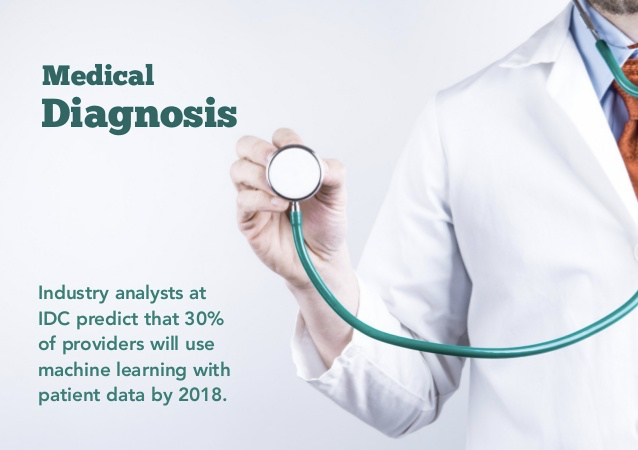 Medical
Diagnosis
Industry analysts at
IDC predict that 30%
of providers will use
machine learning with
patient data by 2018.